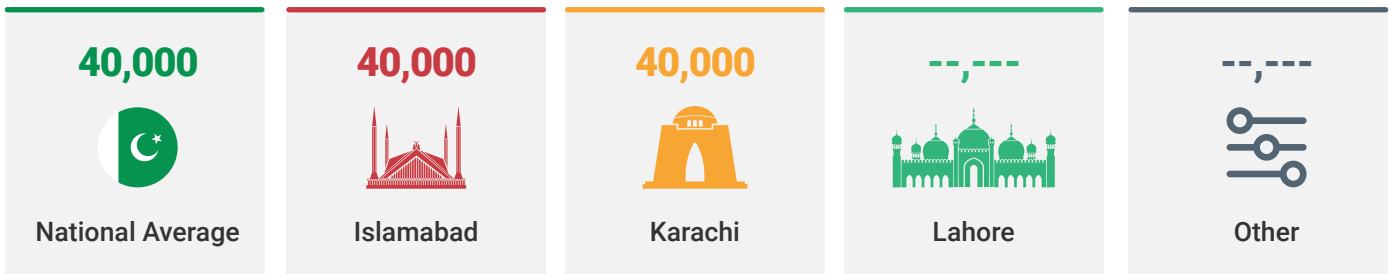 40,000
National Average
40,000
Islamabad
40,000
Karachi
--,---
Lahore
--,---
Other